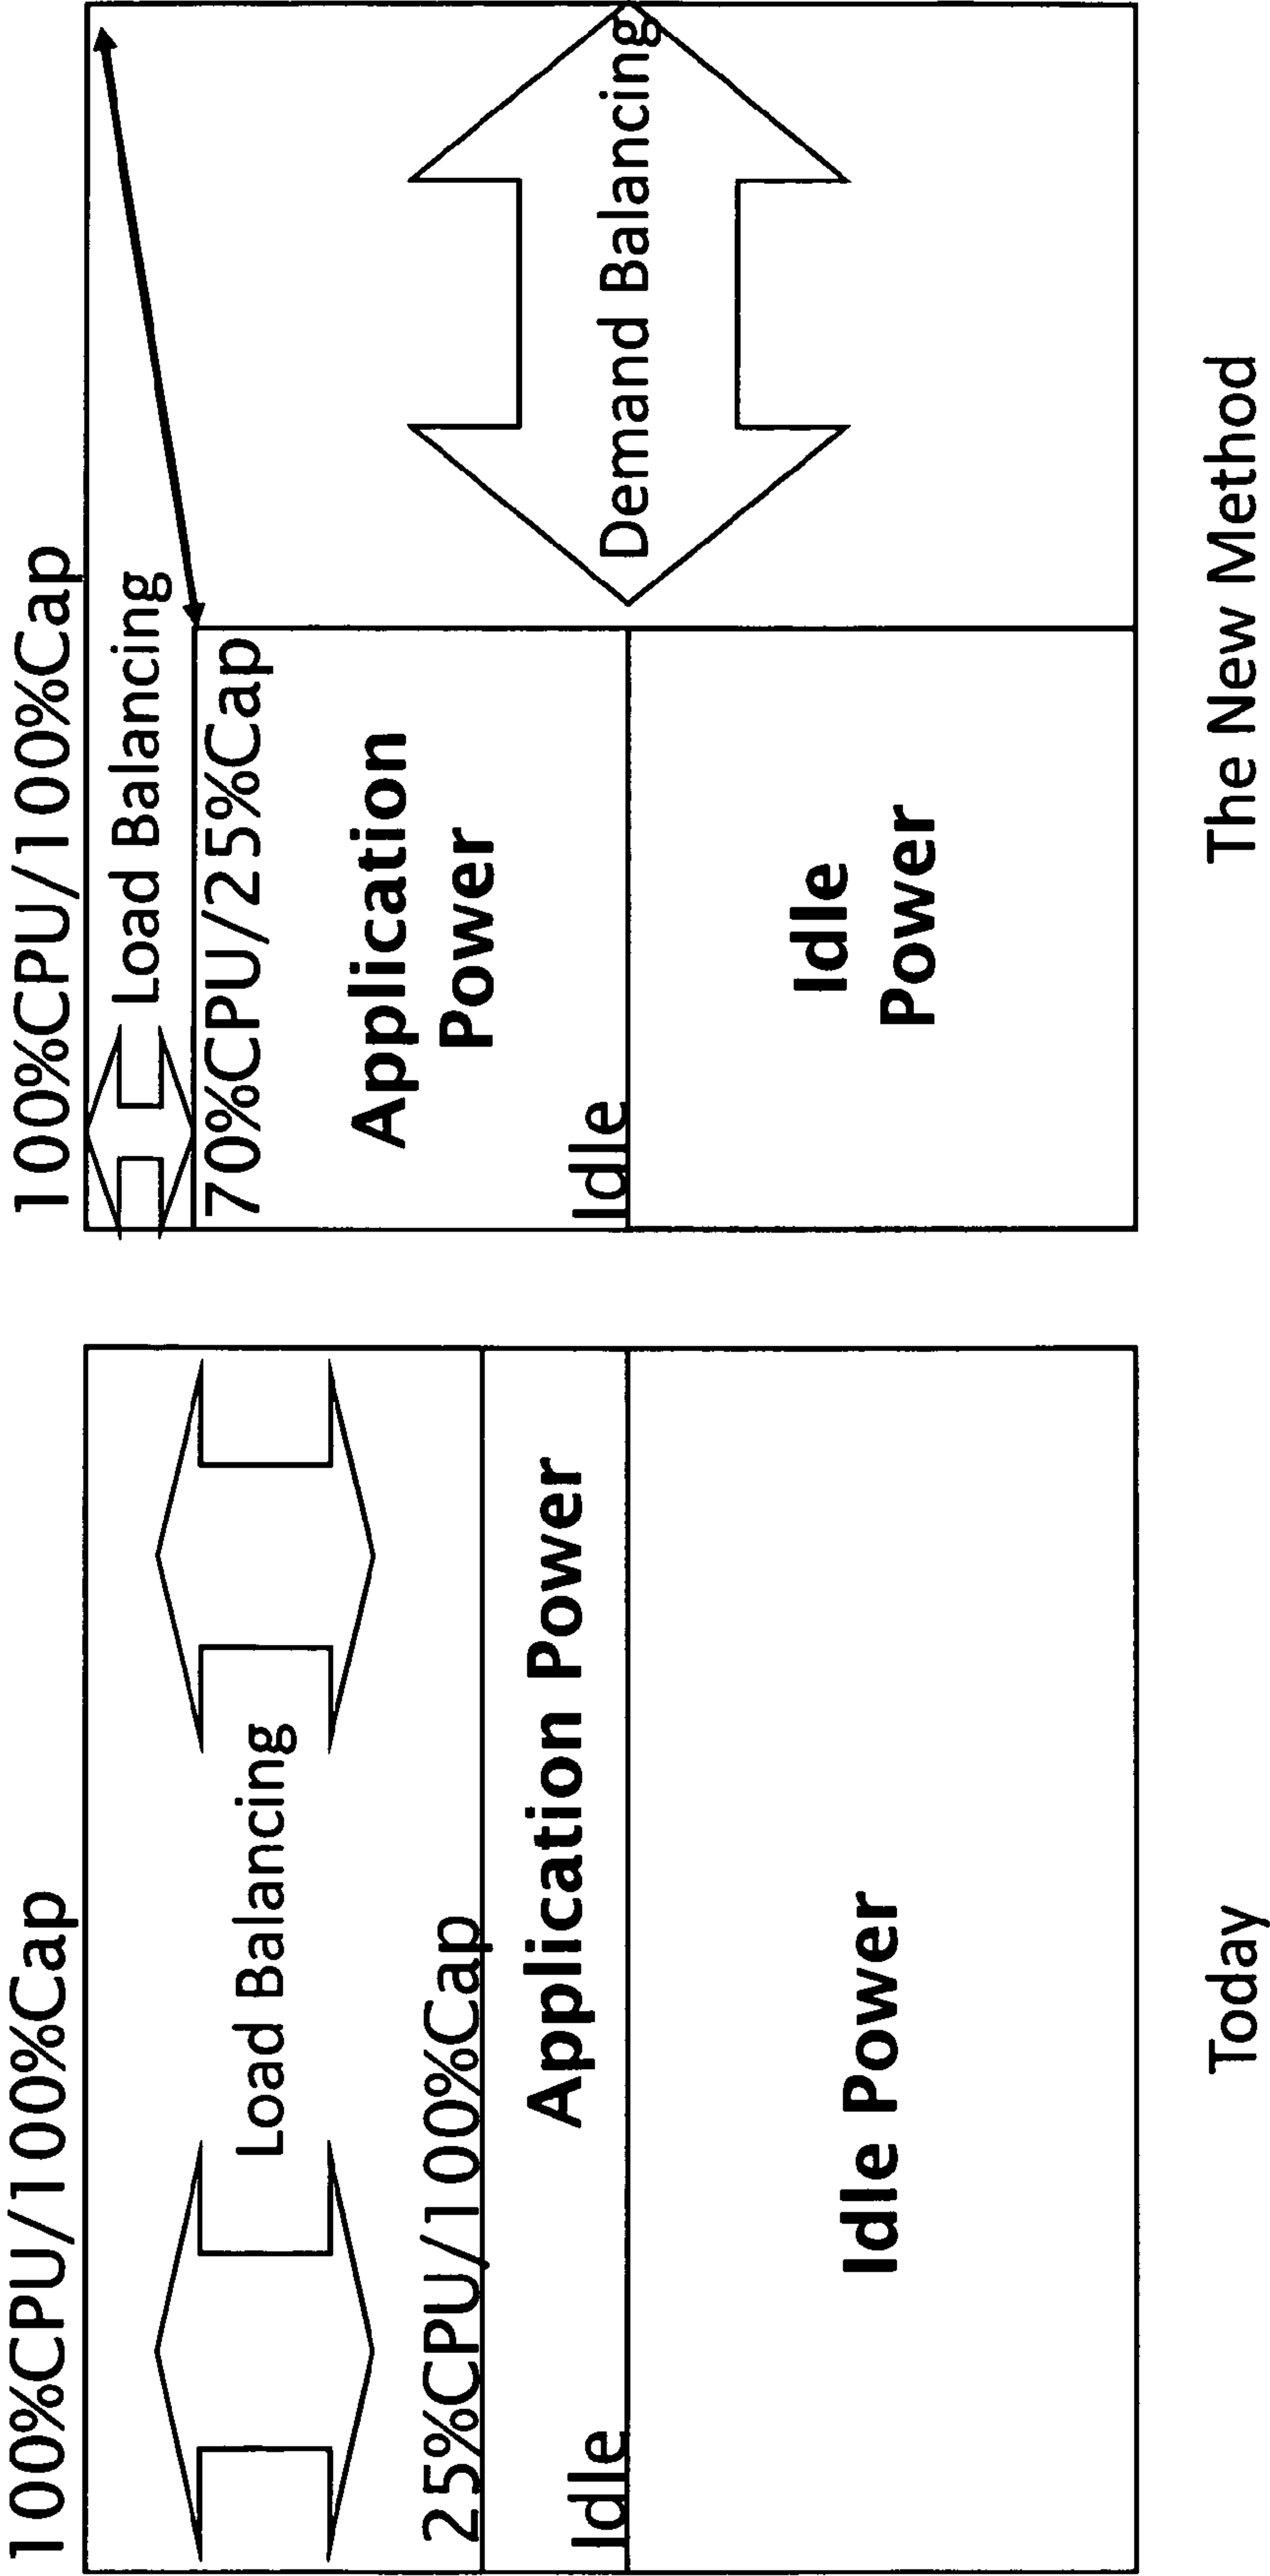 100%CPU/100%Cap
Load Balancing
25%CPU/100%Cap
Application Power
Idle
Idle Power
Today
100%CPU/100%Cap
Load Balancing
70%CPU/25%Cap
Application
Power
Idle
Idle
Power
Demand Balancing
The New Method